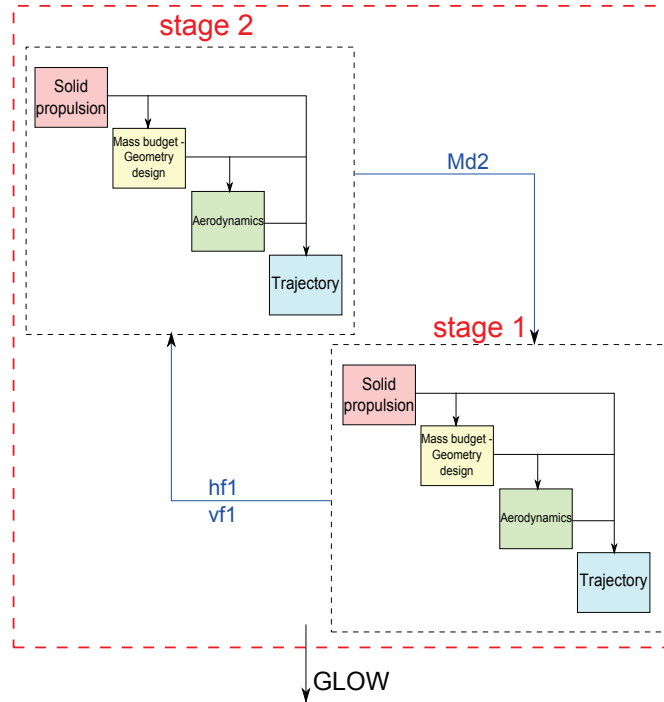 stage 2
Solid
propulsion
Mass budget -
Geometry
design
Aerodynamics
Trajectory
Md2
stage 1
Solid
propulsion
Mass budget -
Geometry
design
Aerodynamics
Trajectory
hf1
vf1
GLOW